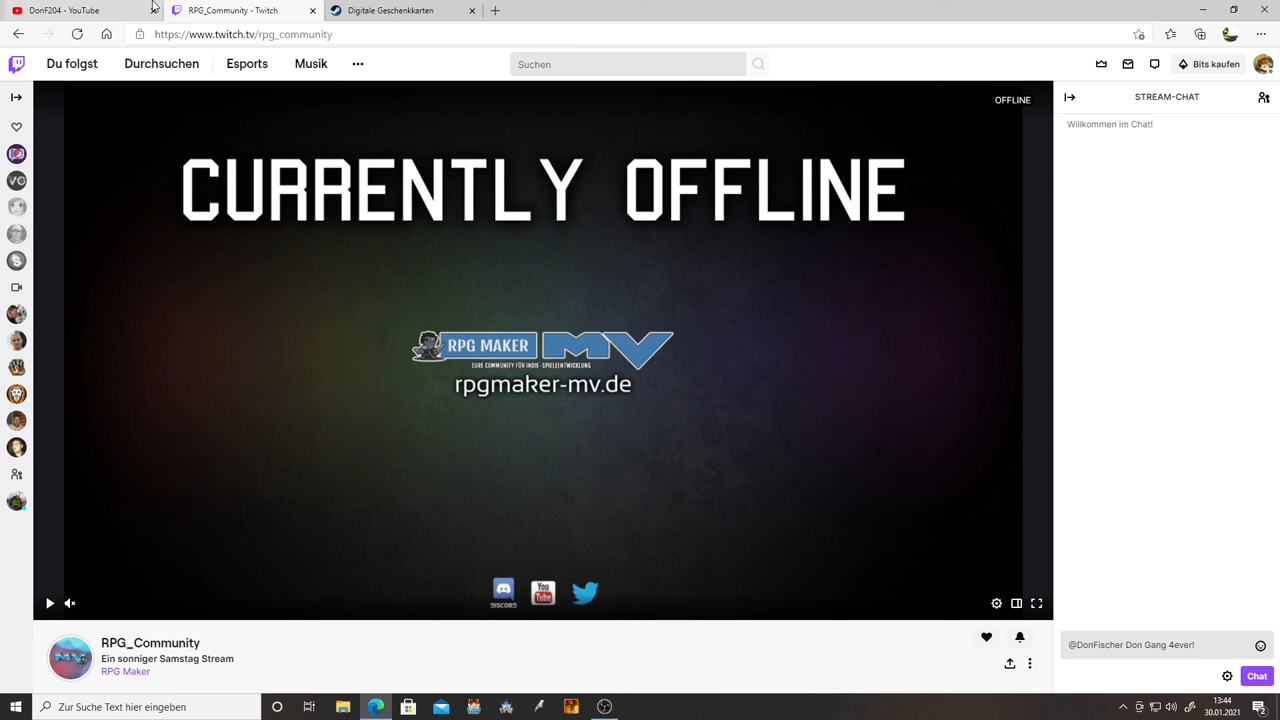 DonF204 - YouTube
RPG_Community - Twitch
Digitale Geschenkkarten
https://www.twitch.tv/rpg_community
Du folgst
Durchsuchen
Esports
Musik
Suchen
Bits kaufen
STREAM-CHAT
OFFLINE
Willkommen im Chat!
CURRENTLY OFFLINE
RPG MAKER MV
EURE COMMUNITY FÜR INDIE-SPIELEENTWICKLUNG
rpgmaker-mv.de
DISCORD
You
Tube
RPG_Community
Ein sonniger Samstag Stream
RPG Maker
@DonFischer Don Gang 4ever!
Chat
Zur Suche Text hier eingeben
13:44
30.01.2021
2